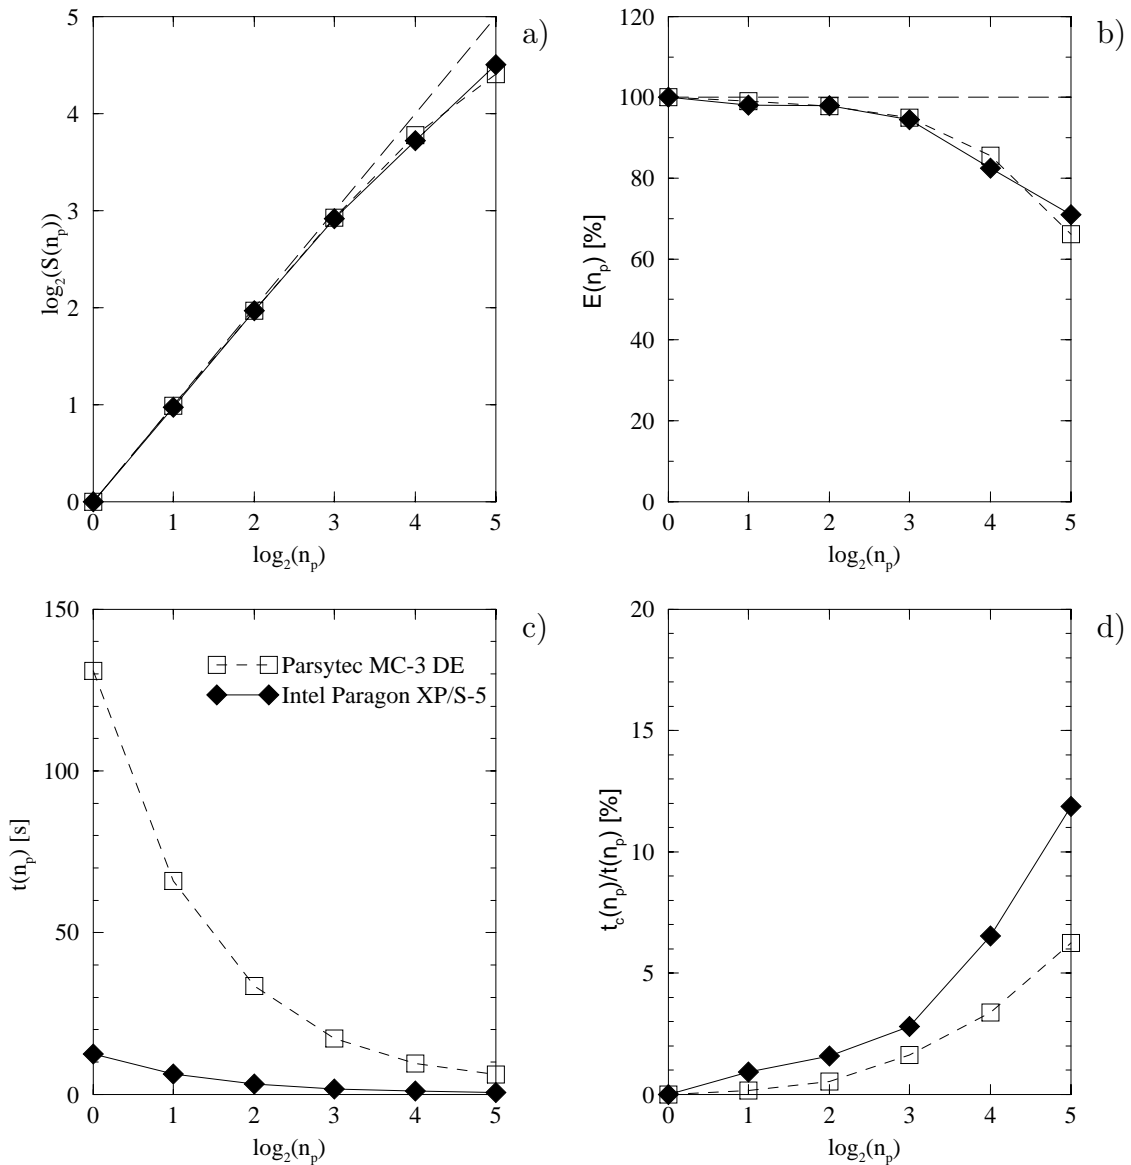 a)
5
4
3
2
1
0
log2(S(np))
0 1 2 3 4 5
log2(np)
b)
120
100
80
60
40
20
0
E(np) [%]
0 1 2 3 4 5
log2(np)
c)
150
100
50
0
t(np) [s]
Parsytec MC-3 DE
Intel Paragon XP/S-5
0 1 2 3 4 5
log2(np)
d)
20
15
10
5
0
tc(np)/t(np) [%]
0 1 2 3 4 5
log2(np)